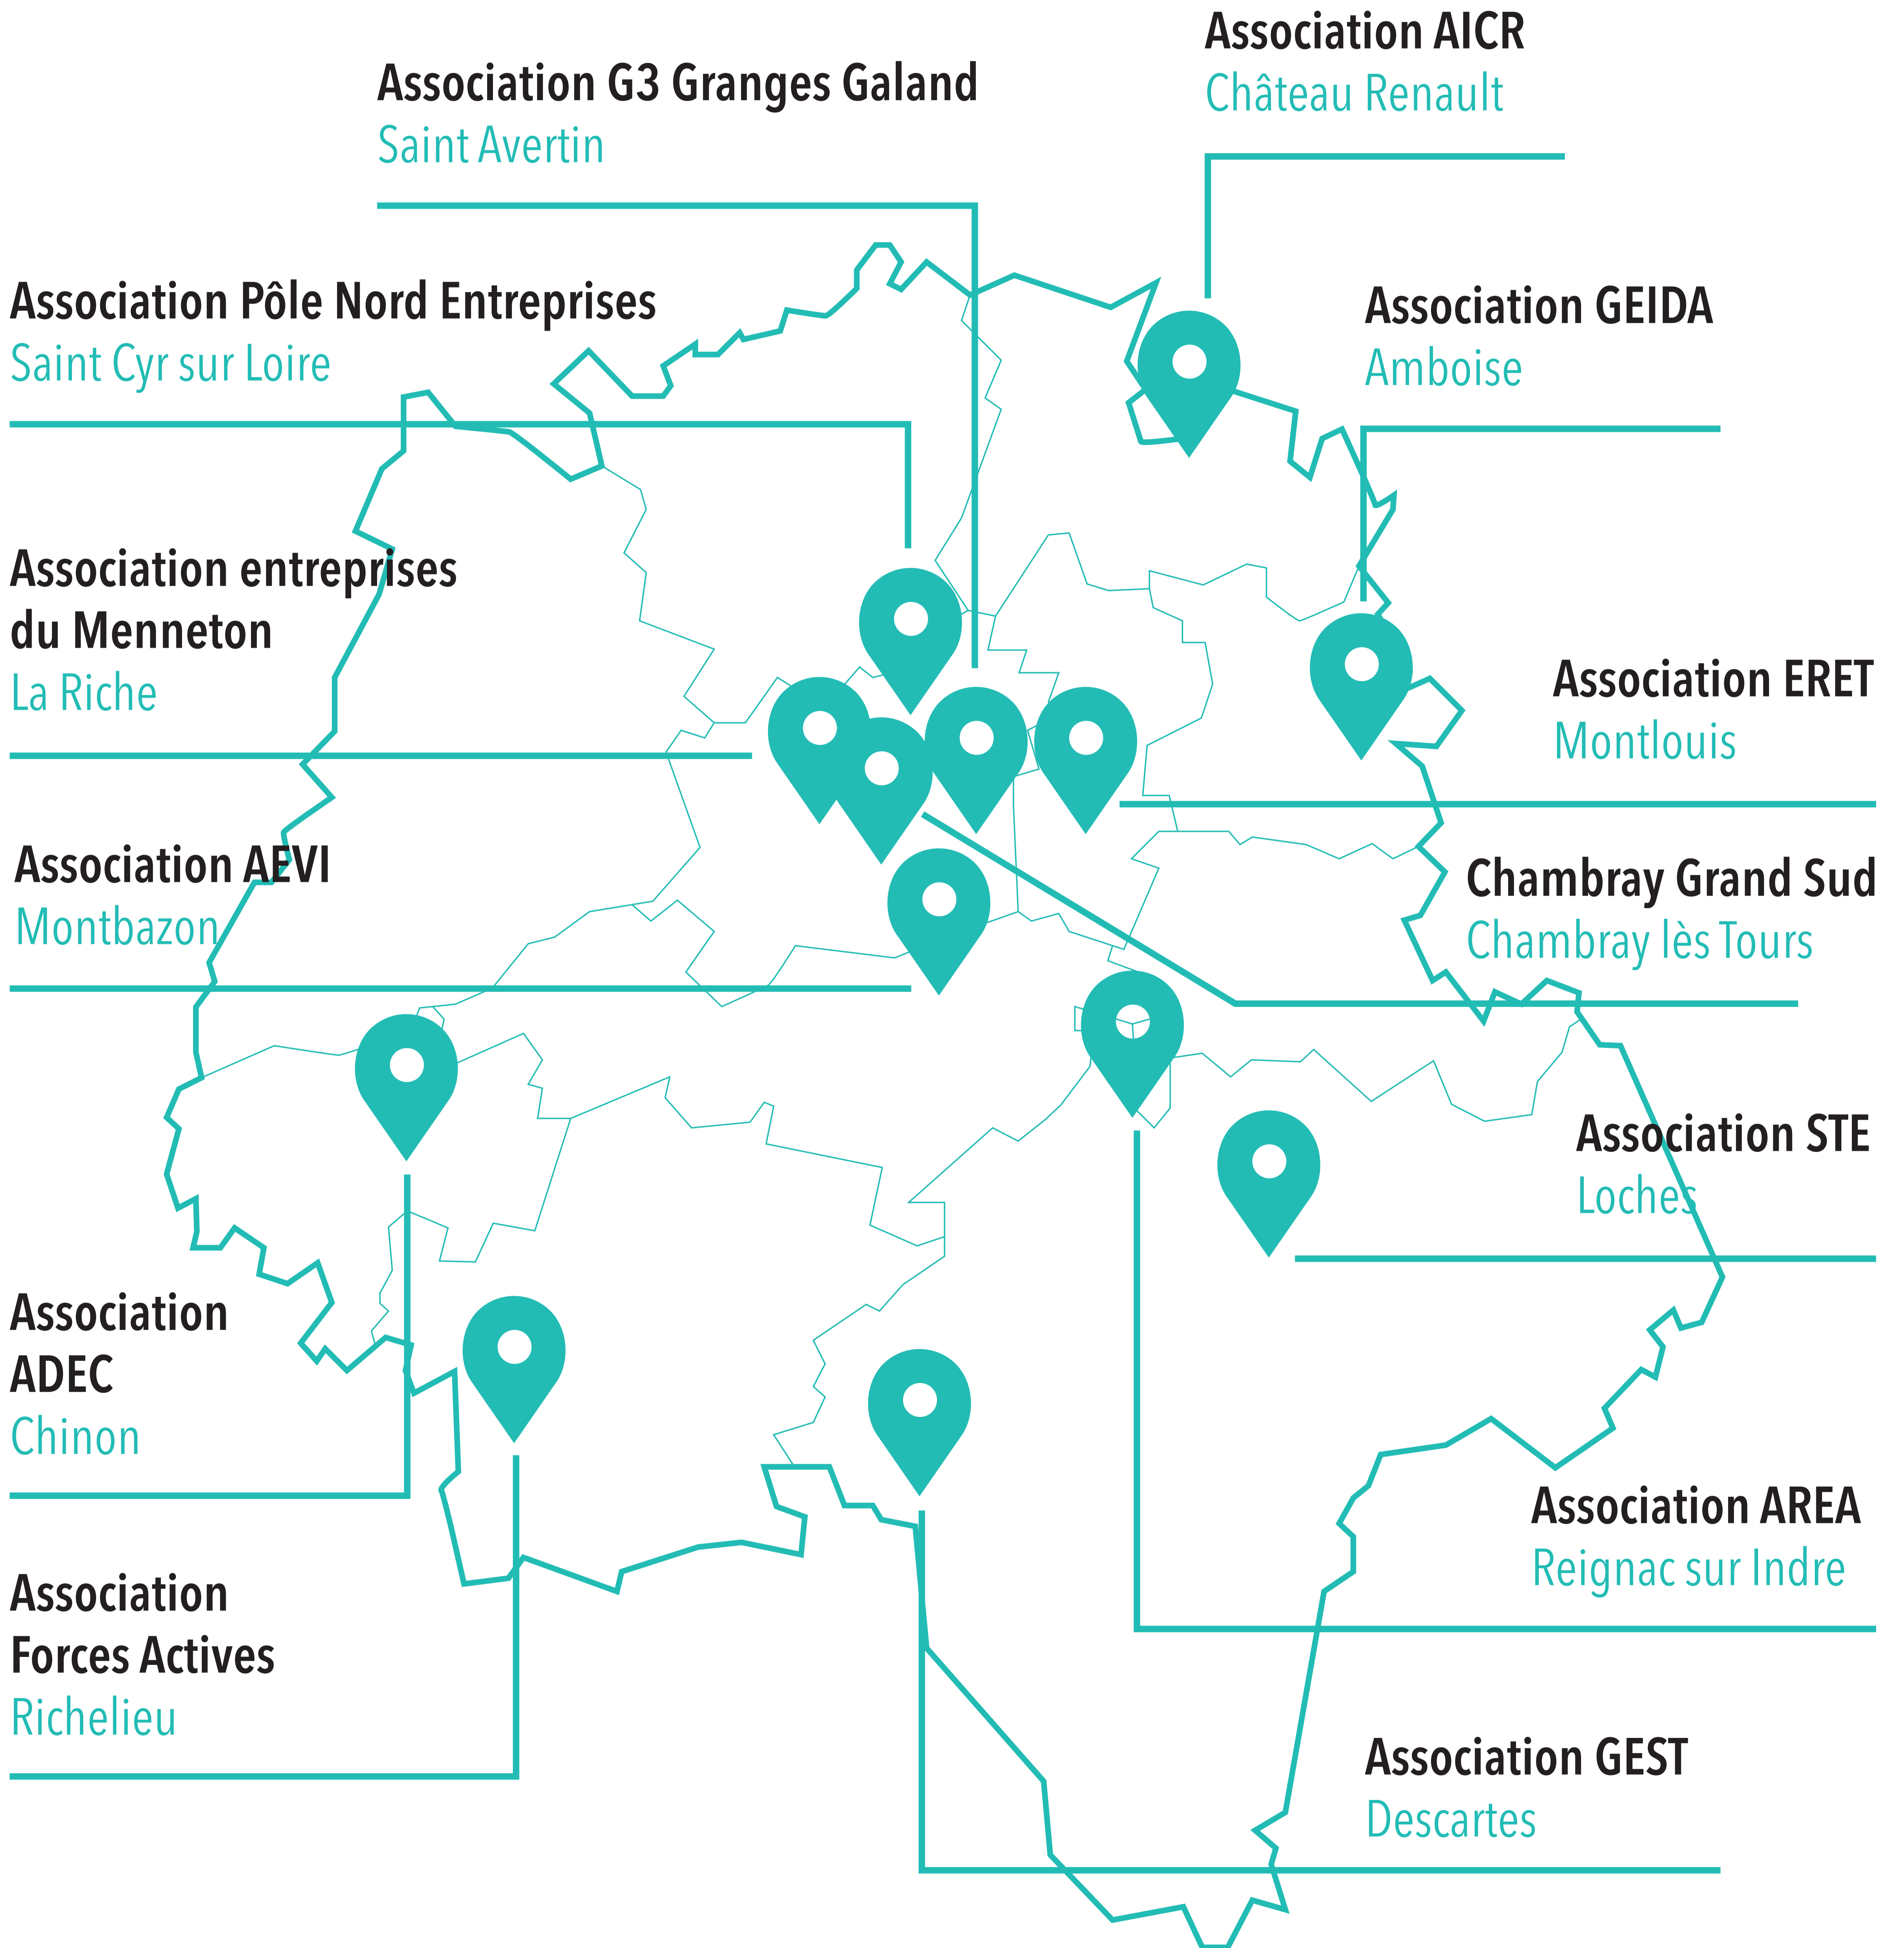 Association AICR
Château Renault
Association G3 Granges Galand
Saint Avertin
Association Pôle Nord Entreprises
Saint Cyr sur Loire
Association GEIDA
Amboise
Association entreprises
du Menneton
La Riche
Association ERET
Montlouis
Association AEVI
Montbazon
Chambray Grand Sud
Chambray lès Tours
Association STE
Loches
Association
ADEC
Chinon
Association AREA
Reignac sur Indre
Association
Forces Actives
Richelieu
Association GEST
Descartes